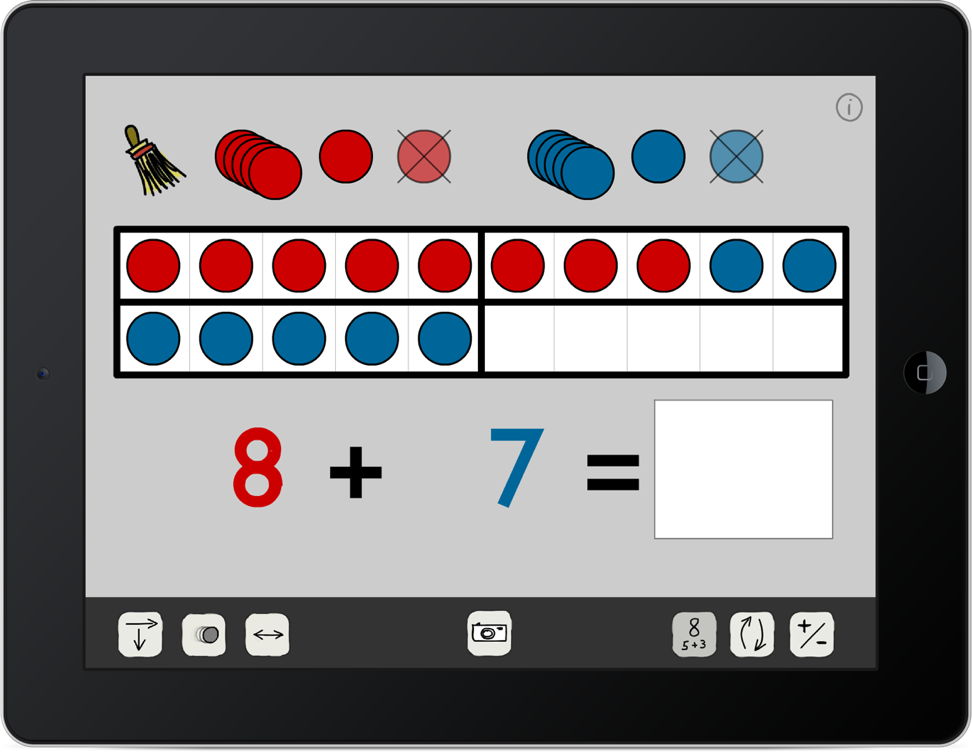 i
8 + 7 =
8
5+3
+/-